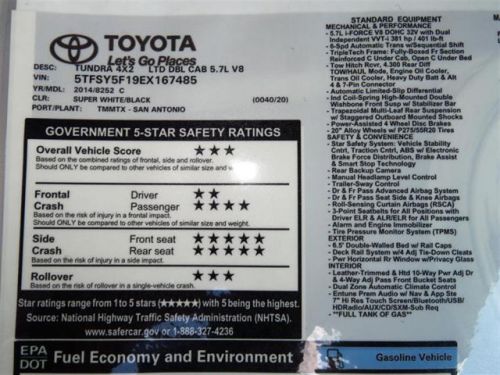 TOYOTA
Let's Go Places
DESC: TUNDRA 4X2 LTD DBL CAB 5.7L V8
VIN: 5TFSY5F19EX167485
YR/MDL: 2014/8252 C
CLR: SUPER WHITE/BLACK (0040/20)
PORT/PLANT: TMMTX - SAN ANTONIO
GOVERNMENT 5-STAR SAFETY RATINGS
Overall Vehicle Score ★ ★ ★
Based on the combined ratings of frontal, side and rollover.
Should ONLY be compared to other vehicles of similar size and
Frontal Driver ★ ★
Crash Passenger ★ ★ ★ ★
Based on the risk of injury in a frontal impact.
Should ONLY be compared to other vehicles of similar size and weight.
Side Front seat ★ ★ ★ ★ ★
Crash Rear seat ★ ★ ★ ★ ★
Based on the risk of injury in a side impact.
Rollover ★ ★ ★
Based on the risk of rollover in a single-vehicle crash.
Star ratings range from 1 to 5 stars (★★★★★) with 5 being the highest.
Source: National Highway Traffic Safety Administration (NHTSA).
www.safercar.gov or 1-888-327-4236
EPA
DOT
Fuel Economy and Environment
Gasoline Vehicle
STANDARD EQUIPMENT
MECHANICAL & PERFORMANCE
- 5.7L i-FORCE V8 DOHC 32V with Dual
Independent VVT-i 381 hp / 401 lb-ft
- 6-Spd Automatic Trans w/Sequential Shift
- TripleTech Frame: Fully-Boxed Fr Section
Reinforced C Under Cab, Open C Under Bed
- Tow Hitch Rcvr, 4.300 Rear Diff
TOW/HAUL Mode, Engine Oil Cooler,
Trans Oil Cooler, Heavy Duty Batt & Alt
4 & 7-Pin Connector
- Automatic Limited-Slip Differential
- Ind Coil-Spring High-Mounted Double
Wishbone Front Susp w/ Stabilizer Bar
- Trapezoidal Multi-Leaf Rear Suspension
w/ Staggered Outboard Mounted Shocks
- Power-Assisted 4 Wheel Disc Brakes
- 20" Alloy Wheels w/ P275/55R20 Tires
SAFETY & CONVENIENCE
- Star Safety System: Vehicle Stability
Cntrl, Traction Cntrl, ABS w/ Electronic
Brake Force Distribution, Brake Assist
& Smart Stop Technology
- Rear Backup Camera
- Manual Headlamp Level Control
- Trailer-Sway Control
- Dr & Fr Pass Advanced Airbag System
- Dr & Fr Pass Seat Side & Knee Airbags
- Roll-Sensing Curtain Airbags (RSCA)
- 3-Point Seatbelts for All Positions with
Driver ELR & ALR/ELR for All Passengers
- Alarm and Engine Immobilizer
- Tire Pressure Monitor System (TPMS)
EXTERIOR
- 6.5' Double-Walled Bed w/ Rail Caps
- Deck Rail System w/4 Adj Tie-Down Cleats
- Pwr Horizontal Rr Window w/Privacy Glass
INTERIOR
- Leather-Trimmed & Htd 10-Way Pwr Adj Dr
& 4-Way Adj Pass Front Bucket Seats
- Dual Zone Automatic Climate Control
- Entune Prem Audio w/ Nav & App Ste
7" Hi Res Touch Screen/Bluetooth/USB/
HDRadio/AUX/CD/SXM-Sub Req
- **FULL TANK OF GAS**